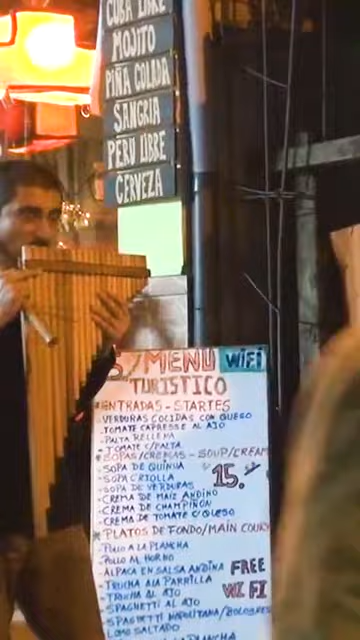 CUBA LIBRE
MOJITO
PIÑA COLADA
SANGRIA
PERU LIBRE
CERVEZA
S/ MENU WiFi
TURISTICO
ENTRADAS - STARTES
- VERDURAS COCIDAS CON QUESO
- TOMATE CAPRESSE AL AJO
- PALTA RELLENA
- TOMATE C/PALTA
SOPAS/CREMAS - SOUP/CREAM
- SOPA DE QUINUA
- SOPA CRIOLLA
- SOPA DE VERDURAS
- CREMA DE MAIZ ANDINO
- CREMA DE CHAMPIÑON
- CREMA DE TOMATE C/QUESO
15.-
PLATOS DE FONDO/MAIN COURS
- POLLO A LA PLANCHA
- POLLO AL HORNO
- ALPACA EN SALSA ANDINA
- TRUCHA A LA PARRILLA
- TRUCHA AL AJO
- SPAGHETTI AL AJO
- SPAGHETTI NAPOLITANA/BOLOGNES
- LOMO SALTADO
FREE
WI FI
PLANCHA